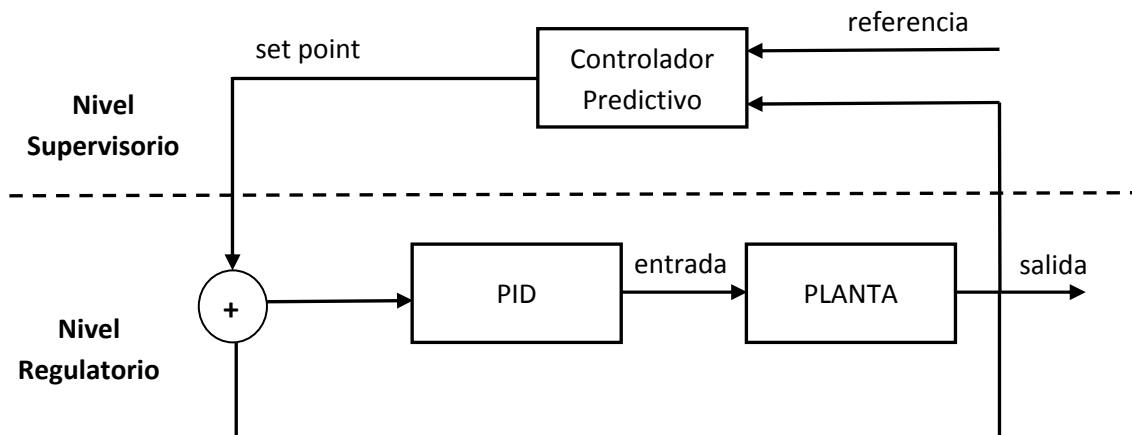 referencia
set point
Controlador
Predictivo
Nivel
Supervisorio
entrada
salida
+
PID
PLANTA
Nivel
Regulatorio